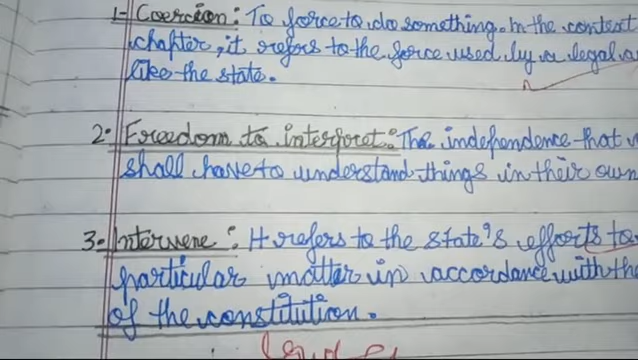 1- Coercion: To force to do something. In the context
chapter, it refers to the force used by a legal a
like the state.
2. Freedom to interpret: The independence that
shall have to understand things in their own
3. Intervene: It refers to the state's efforts to
particular matter in accordance with the
of the constitution.